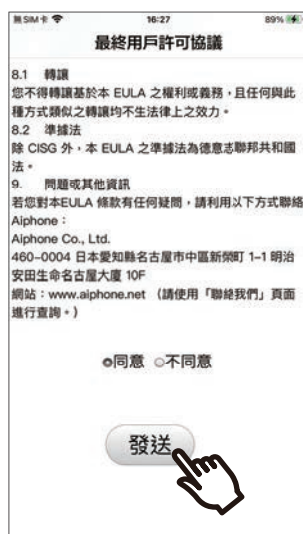 無SIM卡 16:27 89%
最終用戶許可協議
8.1 轉讓
您不得轉讓基於本 EULA 之權利或義務，且任何與此
種方式類似之轉讓均不生法律上之效力。
8.2 準據法
除 CISG 外，本 EULA 之準據法為德意志聯邦共和國
法。
9. 問題或其他資訊
若您對本EULA 條款有任何疑問，請利用以下方式聯絡
Aiphone：
Aiphone Co., Ltd.
460-0004 日本愛知縣名古屋市中區新榮町 1-1 明治
安田生命名古屋大廈 10F
網站：www.aiphone.net （請使用「聯絡我們」頁面
進行查詢。）
同意 不同意
發送